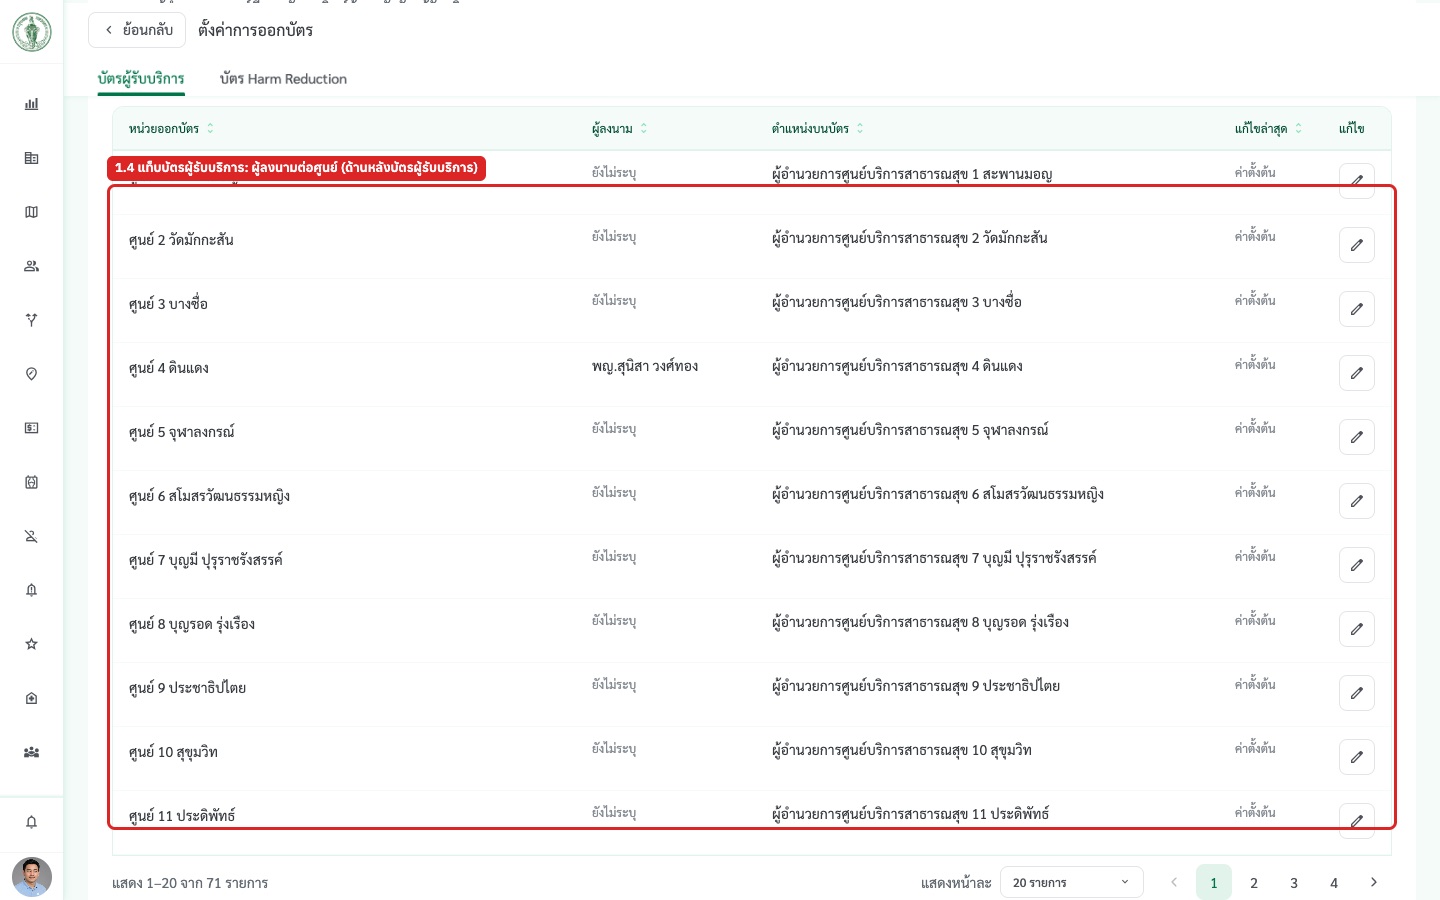 ย้อนกลับ
ตั้งค่าการออกบัตร
บัตรผู้รับบริการ
บัตร Harm Reduction
หน่วยออกบัตร ผู้ลงนาม ตำแหน่งบนบัตร แก้ไขล่าสุด แก้ไข
1.4 แท็บบัตรผู้รับบริการ: ผู้ลงนามต่อศูนย์ (ด้านหลังบัตรผู้รับบริการ)
ยังไม่ระบุ ผู้อำนวยการศูนย์บริการสาธารณสุข 1 สะพานมอญ ค่าตั้งต้น
ศูนย์ 2 วัดมักกะสัน ยังไม่ระบุ ผู้อำนวยการศูนย์บริการสาธารณสุข 2 วัดมักกะสัน ค่าตั้งต้น
ศูนย์ 3 บางซื่อ ยังไม่ระบุ ผู้อำนวยการศูนย์บริการสาธารณสุข 3 บางซื่อ ค่าตั้งต้น
ศูนย์ 4 ดินแดง พญ.สุนิสา วงศ์ทอง ผู้อำนวยการศูนย์บริการสาธารณสุข 4 ดินแดง ค่าตั้งต้น
ศูนย์ 5 จุฬาลงกรณ์ ยังไม่ระบุ ผู้อำนวยการศูนย์บริการสาธารณสุข 5 จุฬาลงกรณ์ ค่าตั้งต้น
ศูนย์ 6 สโมสรวัฒนธรรมหญิง ยังไม่ระบุ ผู้อำนวยการศูนย์บริการสาธารณสุข 6 สโมสรวัฒนธรรมหญิง ค่าตั้งต้น
ศูนย์ 7 บุญมี ปุรุราชรังสรรค์ ยังไม่ระบุ ผู้อำนวยการศูนย์บริการสาธารณสุข 7 บุญมี ปุรุราชรังสรรค์ ค่าตั้งต้น
ศูนย์ 8 บุญรอด รุ่งเรือง ยังไม่ระบุ ผู้อำนวยการศูนย์บริการสาธารณสุข 8 บุญรอด รุ่งเรือง ค่าตั้งต้น
ศูนย์ 9 ประชาธิปไตย ยังไม่ระบุ ผู้อำนวยการศูนย์บริการสาธารณสุข 9 ประชาธิปไตย ค่าตั้งต้น
ศูนย์ 10 สุขุมวิท ยังไม่ระบุ ผู้อำนวยการศูนย์บริการสาธารณสุข 10 สุขุมวิท ค่าตั้งต้น
ศูนย์ 11 ประดิพัทธ์ ยังไม่ระบุ ผู้อำนวยการศูนย์บริการสาธารณสุข 11 ประดิพัทธ์ ค่าตั้งต้น
แสดง 1–20 จาก 71 รายการ แสดงหน้าละ 20 รายการ 1 2 3 4